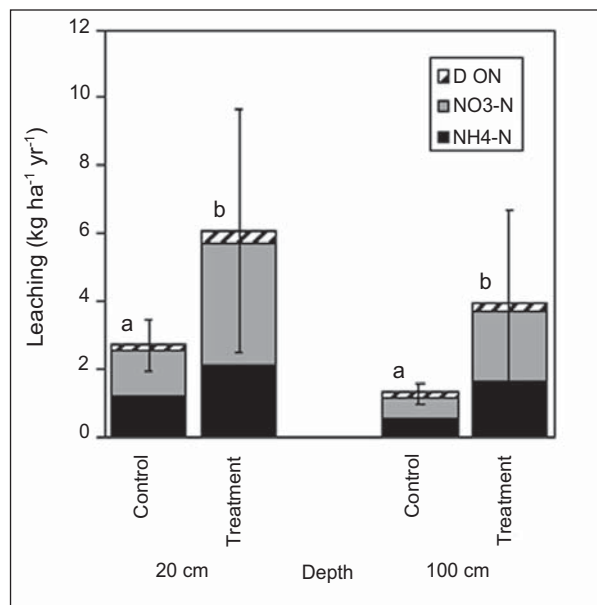 12
10
8
6
4
2
0
Leaching (kg ha-1 yr-1)
D ON
NO3-N
NH4-N
a
b
a
b
Control
Treatment
Control
Treatment
20 cm
Depth
100 cm